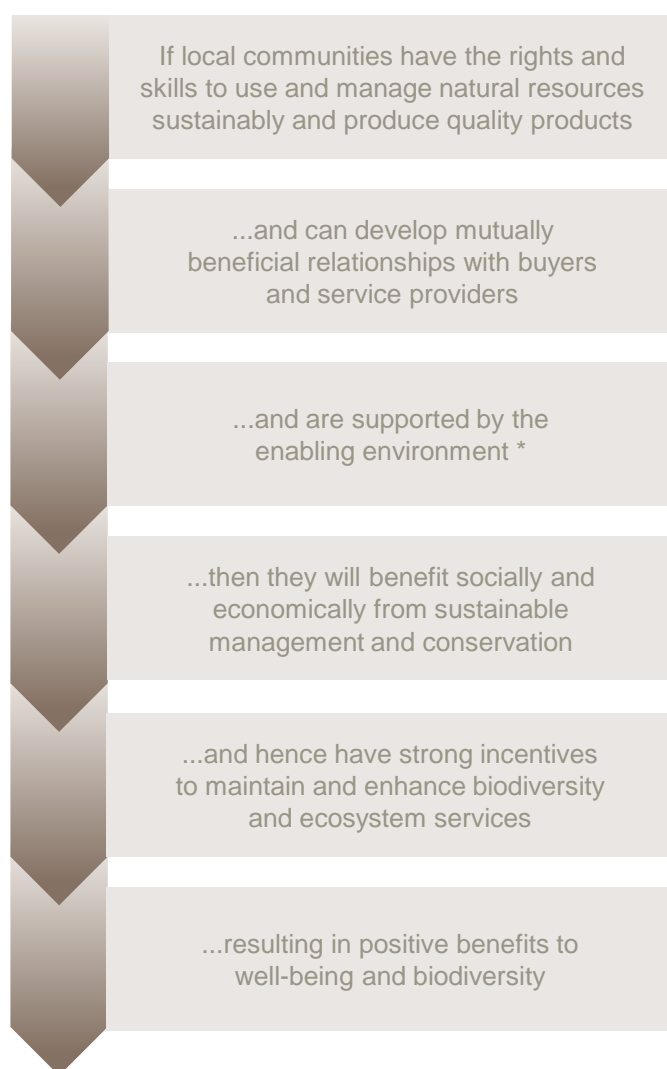 If local communities have the rights and
skills to use and manage natural resources
sustainably and produce quality products
...and can develop mutually
beneficial relationships with buyers
and service providers
...and are supported by the
enabling environment *
...then they will benefit socially and
economically from sustainable
management and conservation
...and hence have strong incentives
to maintain and enhance biodiversity
and ecosystem services
...resulting in positive benefits to
well-being and biodiversity